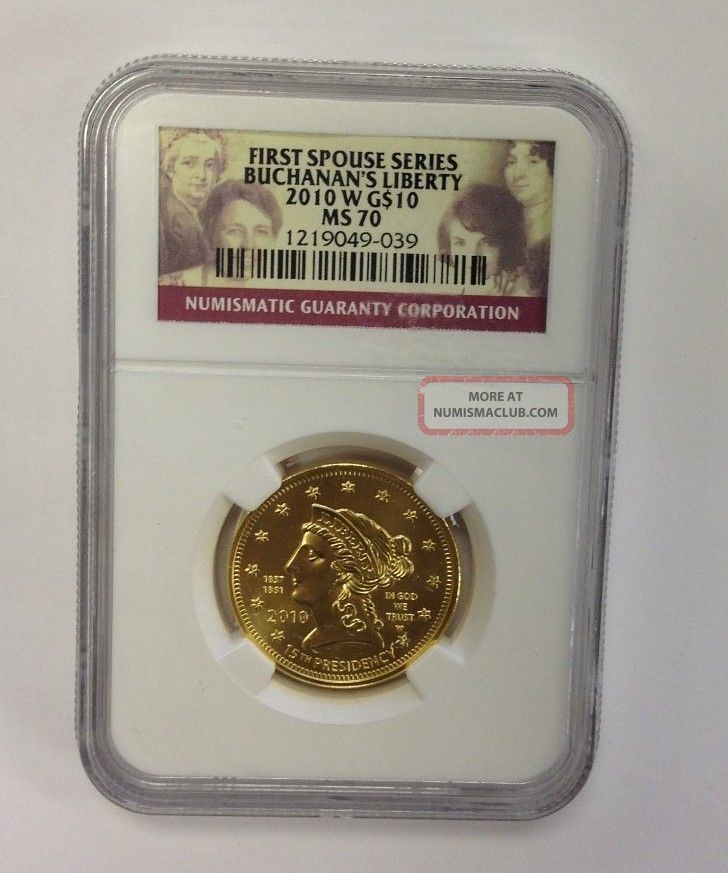 FIRST SPOUSE SERIES
BUCHANAN'S LIBERTY
2010 W G$10
MS 70
1219049-039
NUMISMATIC GUARANTY CORPORATION
MORE AT
NUMISMACLUB.COM
LIBERTY
1857
1861
2010
IN GOD
WE
TRUST
W
15TH PRESIDENCY